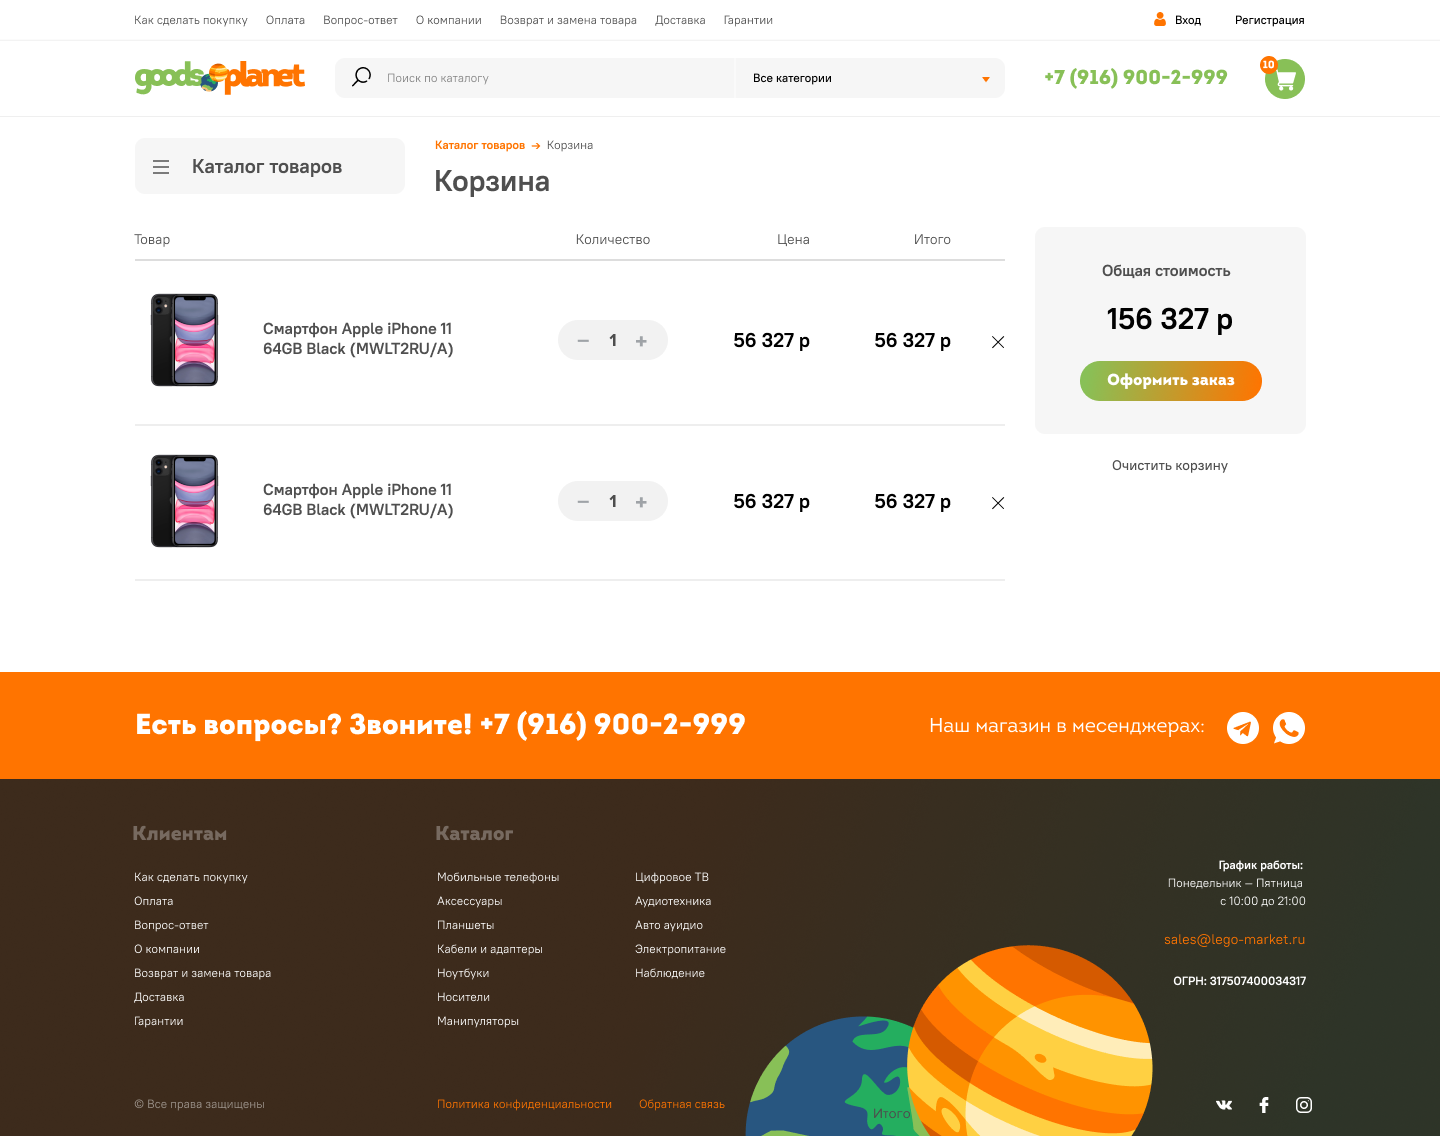 Как сделать покупку Оплата Вопрос-ответ О компании Возврат и замена товара Доставка Гарантии Вход Регистрация
goods planet Поиск по каталогу Все категории +7 (916) 900-2-999 10
Каталог товаров
Каталог товаров → Корзина
Корзина
Товар Количество Цена Итого
Смартфон Apple iPhone 11
64GB Black (MWLT2RU/A)
− 1 + 56 327 р 56 327 р
Смартфон Apple iPhone 11
64GB Black (MWLT2RU/A)
− 1 + 56 327 р 56 327 р
Общая стоимость
156 327 р
Оформить заказ
Очистить корзину
Есть вопросы? Звоните! +7 (916) 900-2-999 Наш магазин в месенджерах:
Клиентам
Как сделать покупку
Оплата
Вопрос-ответ
О компании
Возврат и замена товара
Доставка
Гарантии
Каталог
Мобильные телефоны
Аксессуары
Планшеты
Кабели и адаптеры
Ноутбуки
Носители
Манипуляторы
Цифровое ТВ
Аудиотехника
Авто ауидио
Электропитание
Наблюдение
График работы:
Понедельник — Пятница
с 10:00 до 21:00
sales@lego-market.ru
ОГРН: 317507400034317
© Все права защищены Политика конфиденциальности Обратная связь
Итого